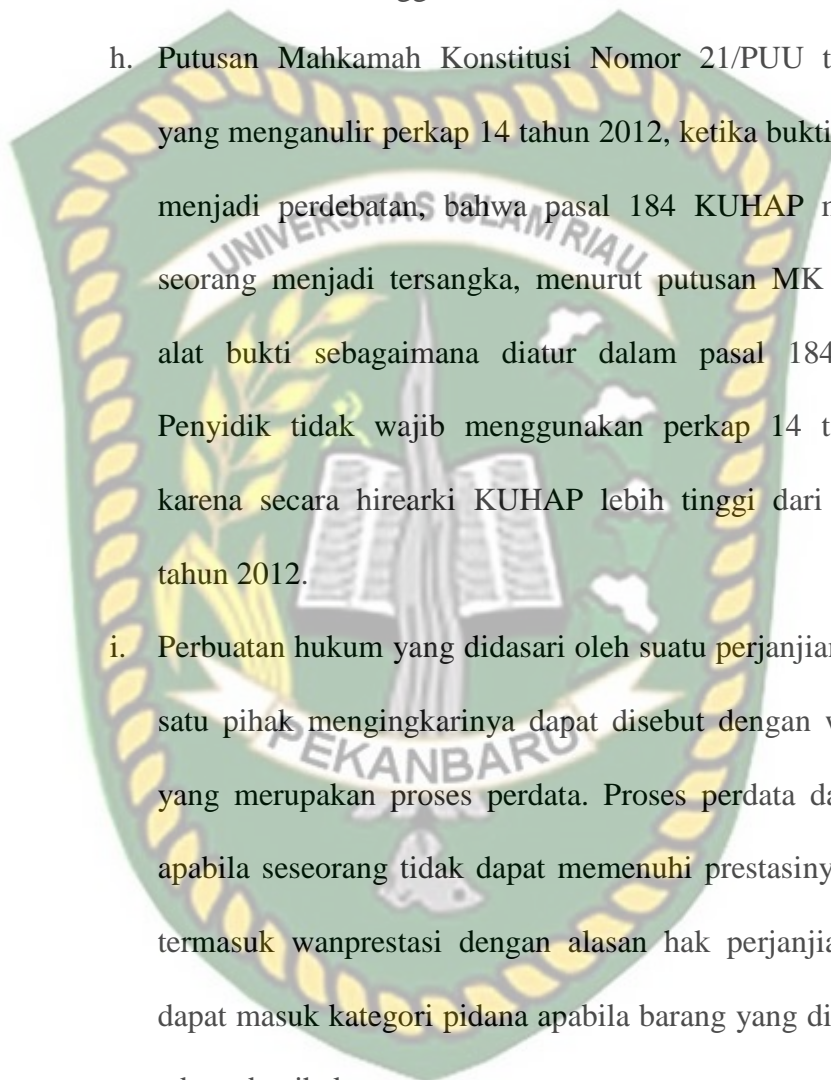 h. Putusan Mahkamah Konstitusi Nomor 21/PUU
yang menganulir perkap 14 tahun 2012, ketika bukti
menjadi perdebatan, bahwa pasal 184 KUHAP
seorang menjadi tersangka, menurut putusan MK
alat bukti sebagaimana diatur dalam pasal 184
Penyidik tidak wajib menggunakan perkap 14
karena secara hirearki KUHAP lebih tinggi dari
tahun 2012.
i. Perbuatan hukum yang didasari oleh suatu perjanjian
satu pihak mengingkarinya dapat disebut dengan
yang merupakan proses perdata. Proses perdata
apabila seseorang tidak dapat memenuhi
termasuk wanprestasi dengan alasan hak
dapat masuk kategori pidana apabila barang yang
UNIVERSITAS ISLAM RIAU
PEKANBARU